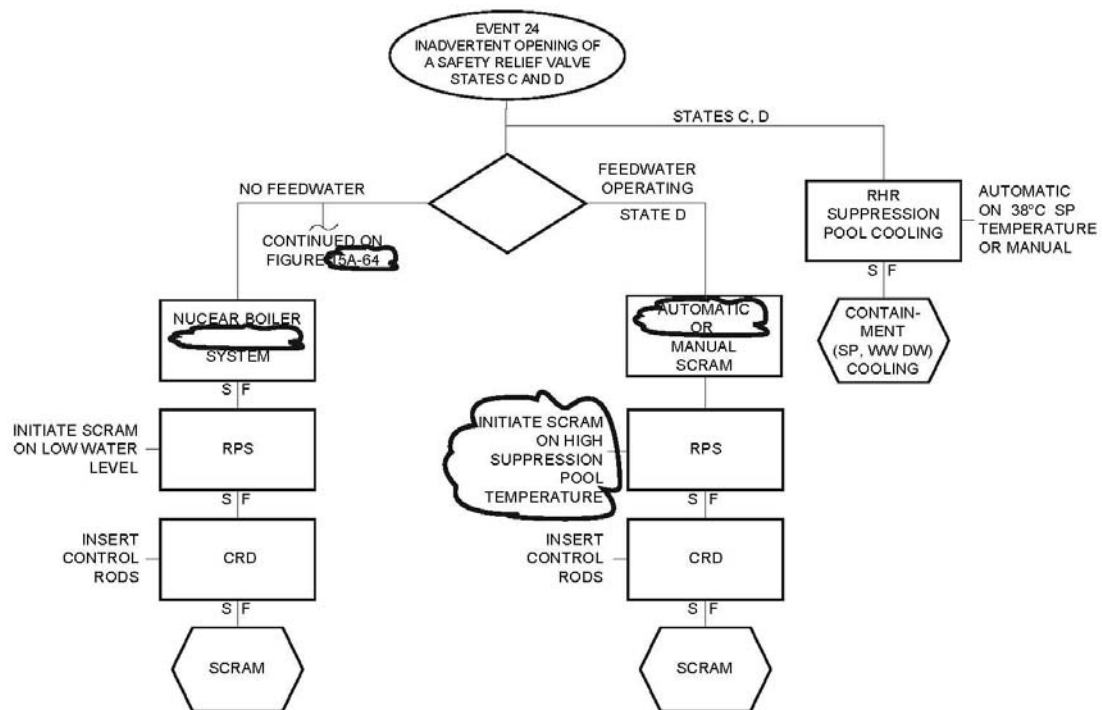 EVENT 24
INADVERTENT OPENING OF
A SAFETY RELIEF VALVE
STATES C AND D
STATES C, D
NO FEEDWATER
FEEDWATER
OPERATING
STATE D
CONTINUED ON
FIGURE 15A-64
RHR
SUPPRESSION
POOL COOLING
AUTOMATIC
ON 38°C SP
TEMPERATURE
OR MANUAL
S F
CONTAIN-
MENT
(SP, WW DW)
COOLING
NUCEAR BOILER
SYSTEM
S F
INITIATE SCRAM
ON LOW WATER
LEVEL
RPS
S F
INSERT
CONTROL
RODS
CRD
S F
SCRAM
AUTOMATIC
OR
MANUAL
SCRAM
INITIATE SCRAM
ON HIGH
SUPPRESSION
POOL
TEMPERATURE
RPS
S F
INSERT
CONTROL
RODS
CRD
S F
SCRAM